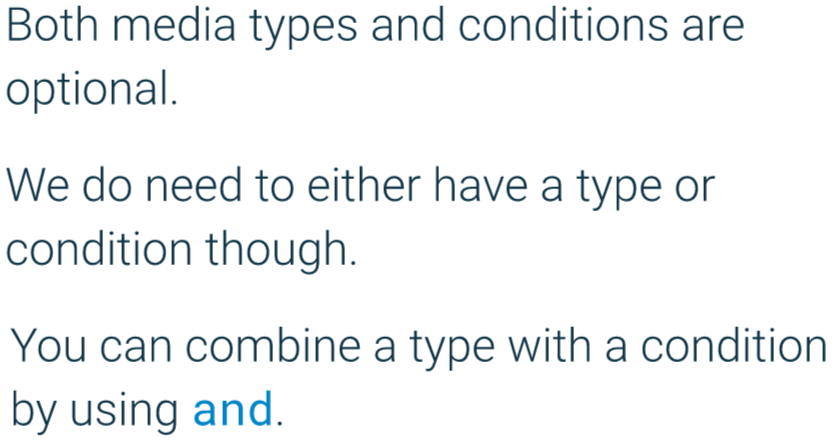 Both media types and conditions are
optional.
We do need to either have a type or
condition though.
You can combine a type with a condition
by using and.